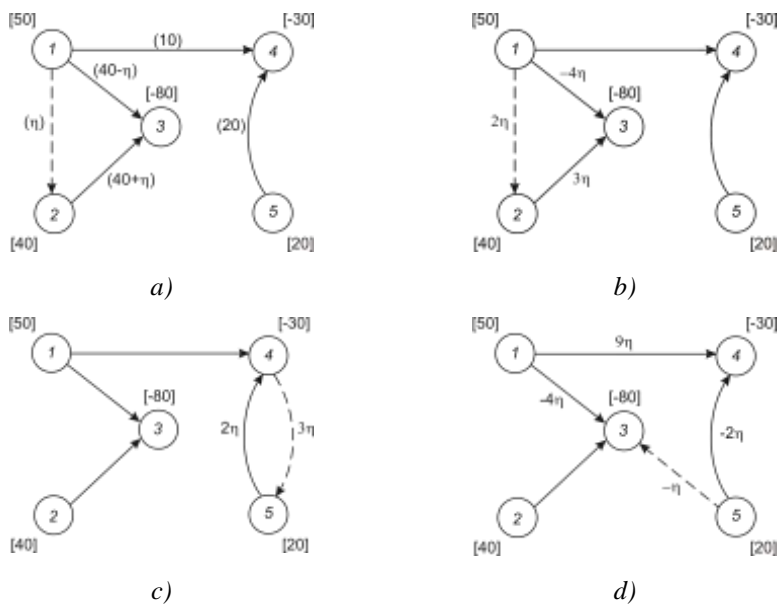 [50] [-30] [50] [-30]
1 (10) 4 1 4
(40-η) −4η
[-80] [-80]
(η) 3 (20) 2η 3
(40+η) 3η
2 5 2 5
[40] [20] [40] [20]
a) b)
[50] [-30] [50] [-30]
1 4 1 9η 4
[-80] -4η [-80]
3 2η 3η 3 -2η
−η
2 5 2 5
[40] [20] [40] [20]
c) d)